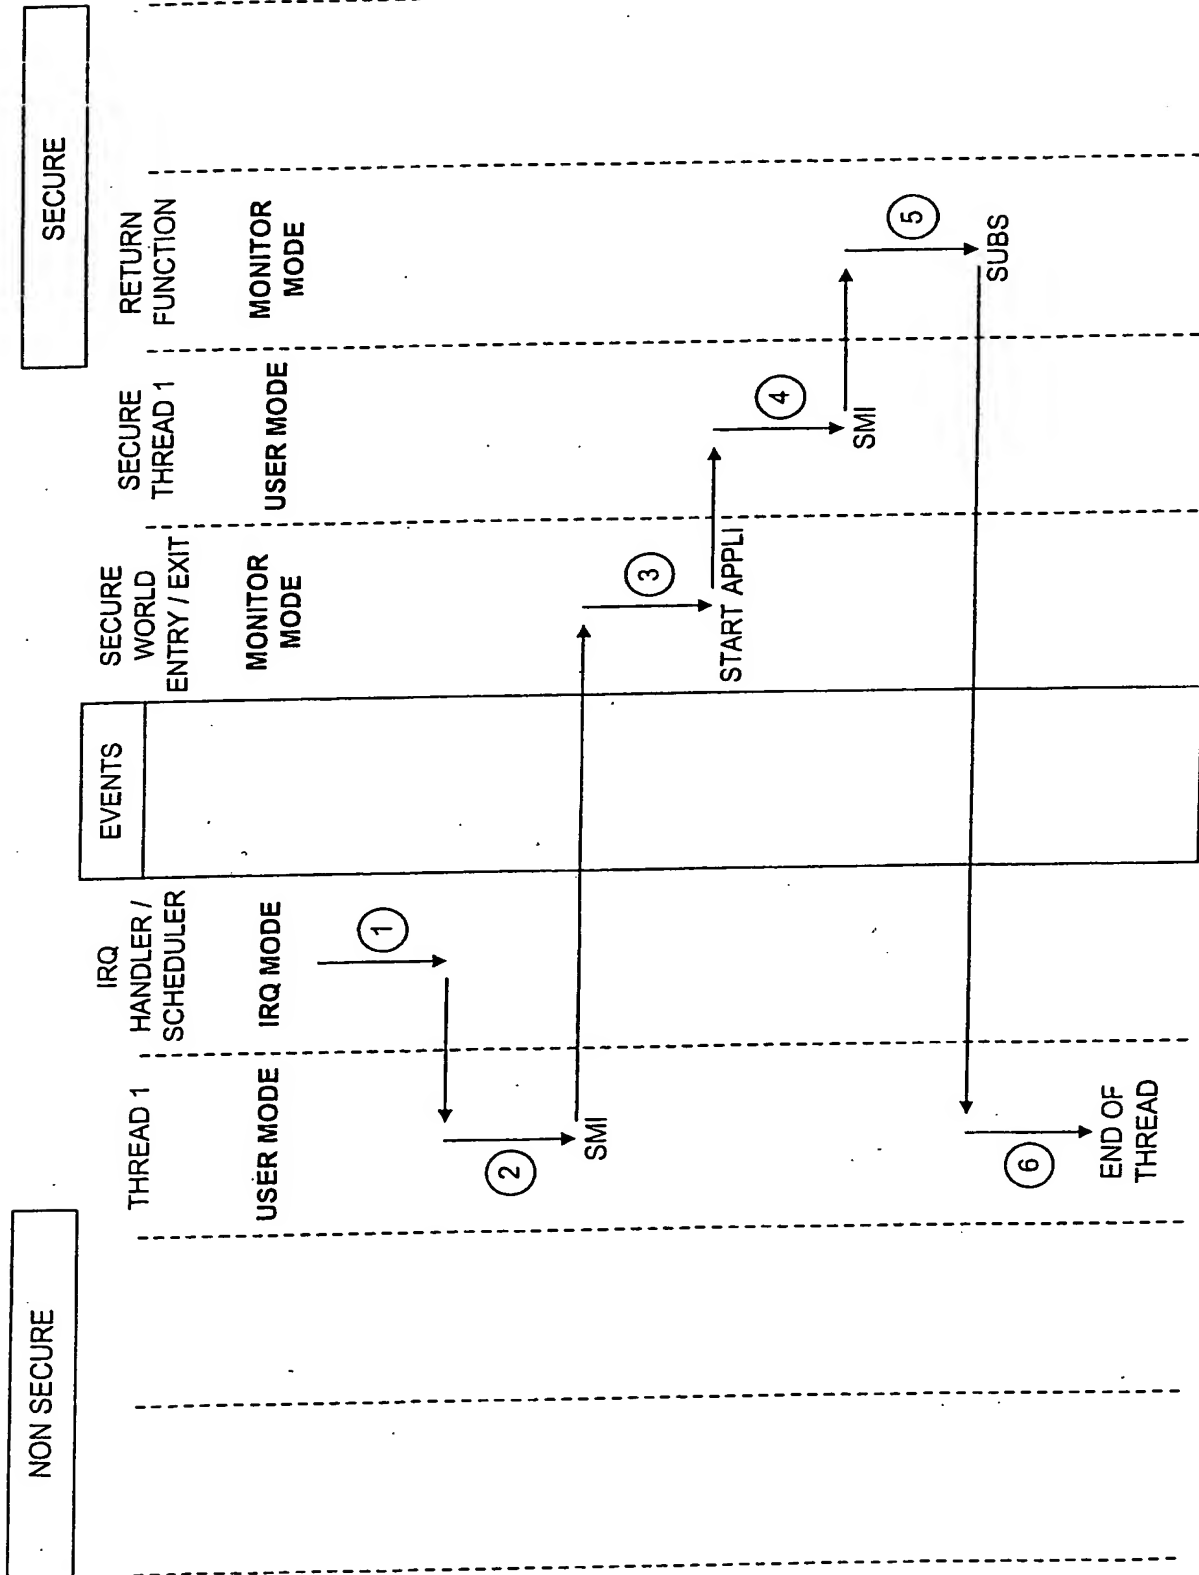 NON SECURE
SECURE
EVENTS
THREAD 1
USER MODE
IRQ
HANDLER /
SCHEDULER
IRQ MODE
SECURE
WORLD
ENTRY / EXIT
MONITOR
MODE
SECURE
THREAD 1
USER MODE
RETURN
FUNCTION
MONITOR
MODE
1
2
SMI
3
START APPLI
4
SMI
5
SUBS
6
END OF
THREAD